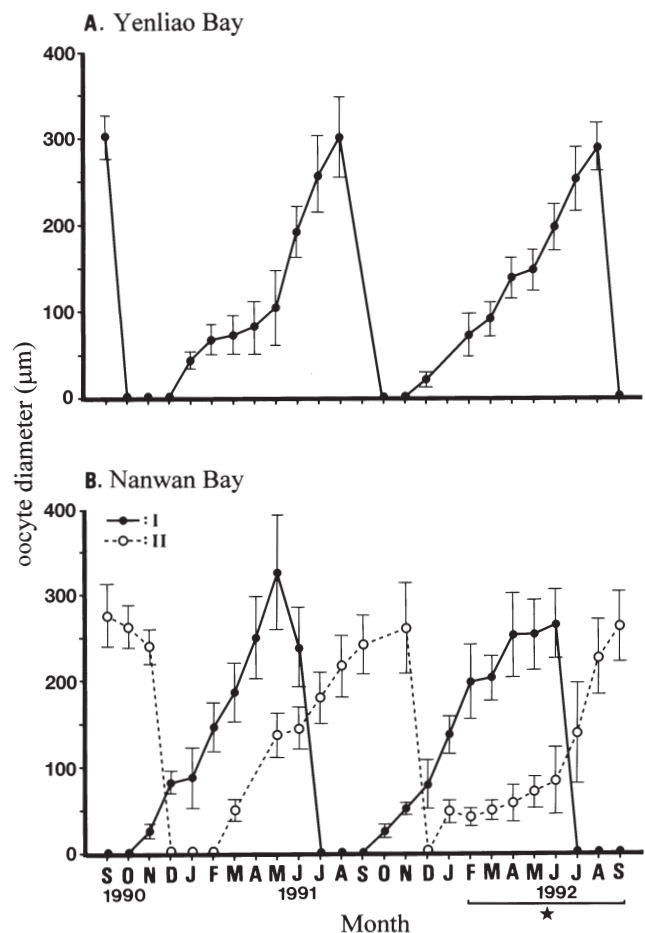 A. Yenliao Bay
400
300
200
100
0
oocyte diameter (µm)
B. Nanwan Bay
400
: I
: II
300
200
100
0
S O N D J F M A M J J A S O N D J F M A M J J A S
1990 1991 1992
★
Month